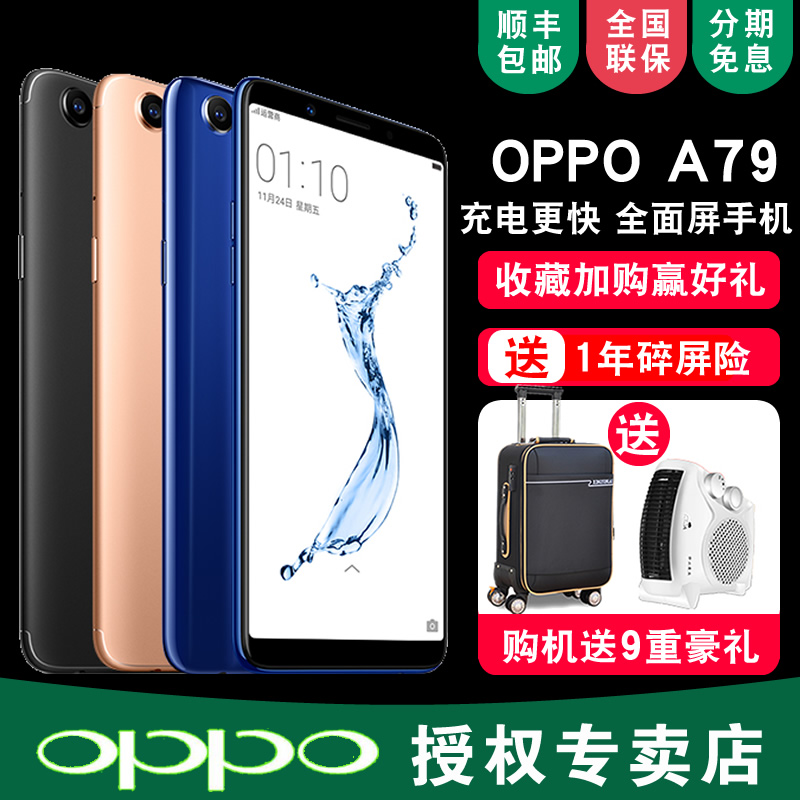 顺丰
包邮
全国
联保
分期
免息
OPPO A79
充电更快 全面屏手机
收藏加购赢好礼
送 1年碎屏险
送
购机送9重豪礼
运营商
01:10
11月24日 星期五
oppo 授权专卖店